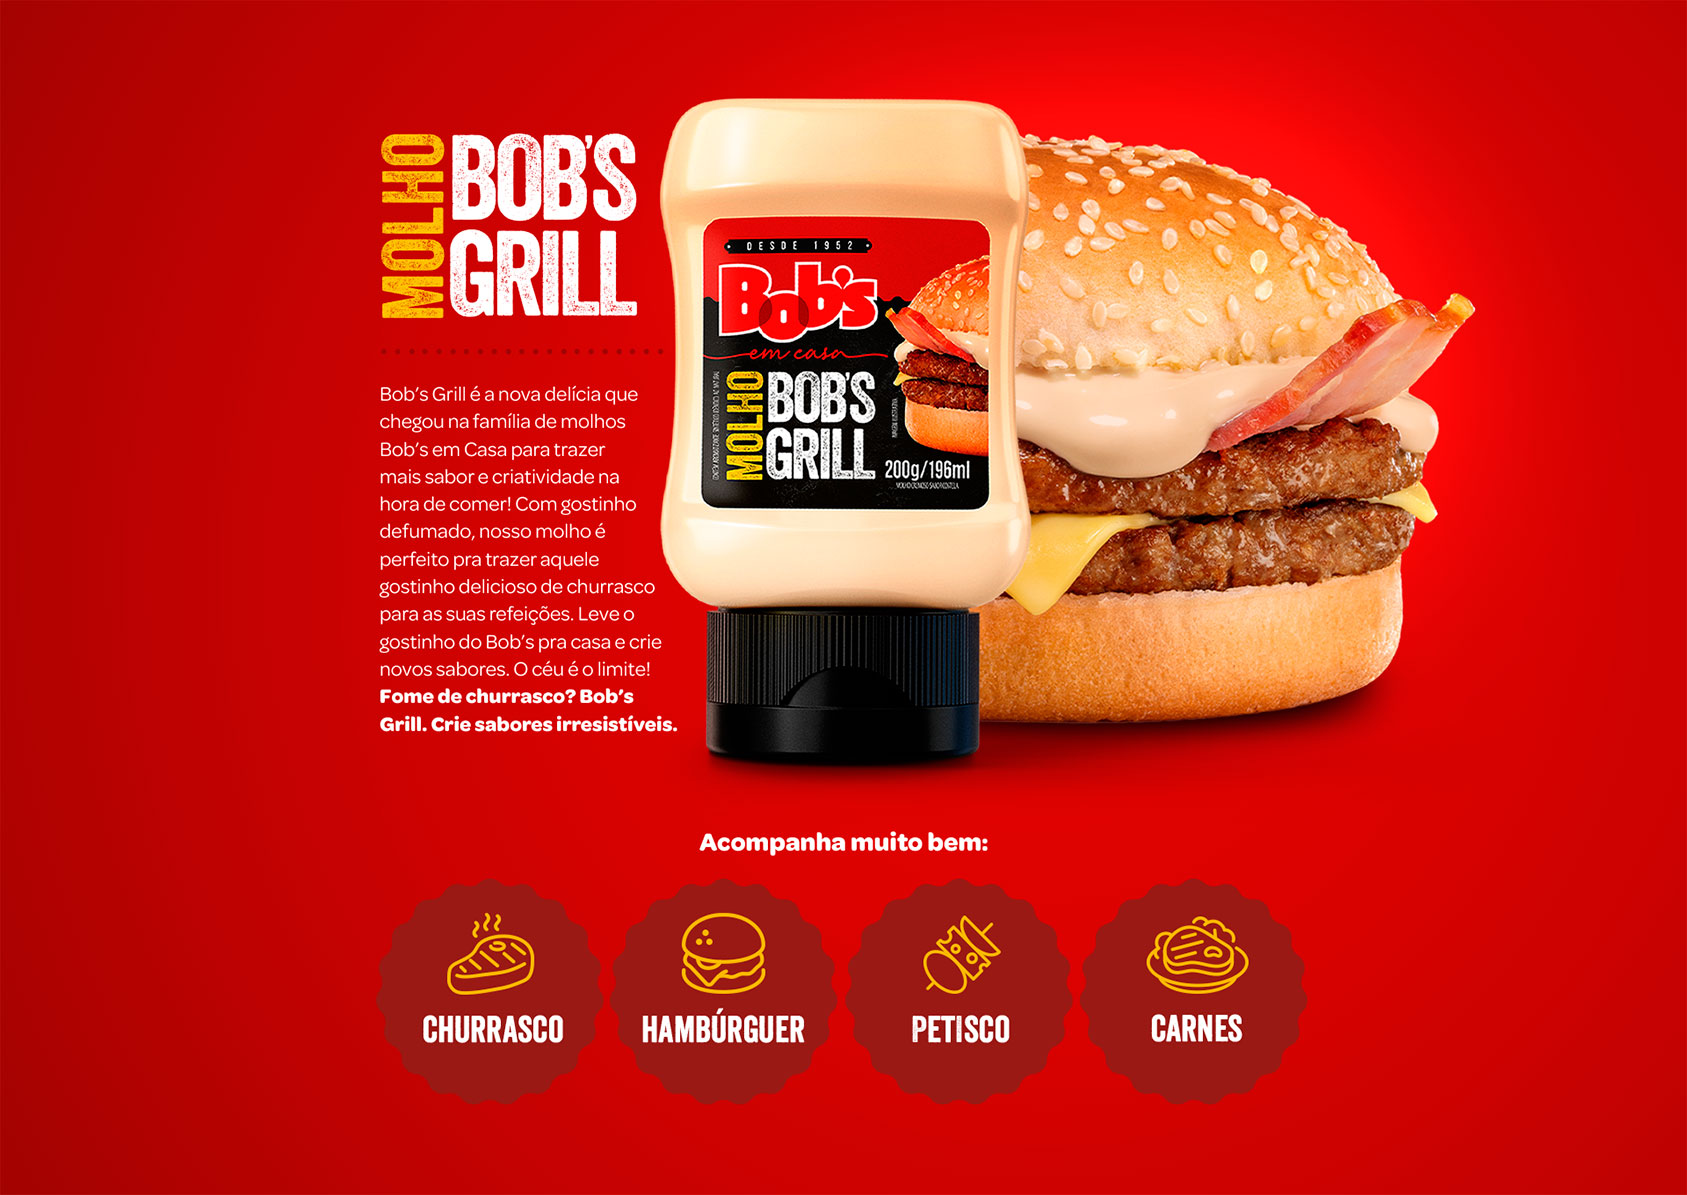 MOLHO
BOB'S
GRILL
Bob's Grill é a nova delícia que
chegou na família de molhos
Bob's em Casa para trazer
mais sabor e criatividade na
hora de comer! Com gostinho
defumado, nosso molho é
perfeito pra trazer aquele
gostinho delicioso de churrasco
para as suas refeições. Leve o
gostinho do Bob's pra casa e crie
novos sabores. O céu é o limite!
Fome de churrasco? Bob's
Grill. Crie sabores irresistíveis.
DESDE 1952
Bob's
em casa
MOLHO
BOB'S
GRILL
200g/196ml
Acompanha muito bem:
CHURRASCO
HAMBÚRGUER
PETISCO
CARNES